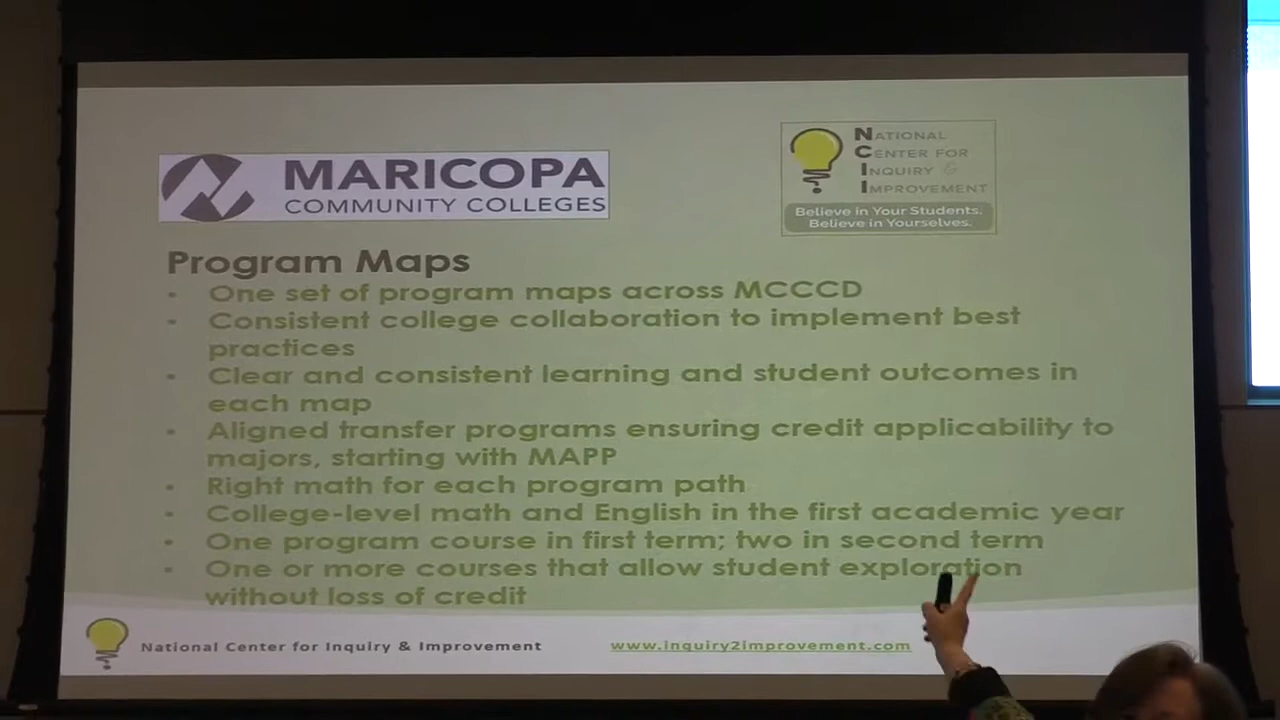 MARICOPA
COMMUNITY COLLEGES
NATIONAL
CENTER FOR
INQUIRY &
IMPROVEMENT
Believe in Your Students.
Believe in Yourselves.
Program Maps
• One set of program maps across MCCCD
• Consistent college collaboration to implement best
practices
• Clear and consistent learning and student outcomes in
each map
• Aligned transfer programs ensuring credit applicability to
majors, starting with MAPP
• Right math for each program path
• College-level math and English in the first academic year
• One program course in first term; two in second term
• One or more courses that allow student exploration
without loss of credit
National Center for Inquiry & Improvement
www.inquiry2improvement.com